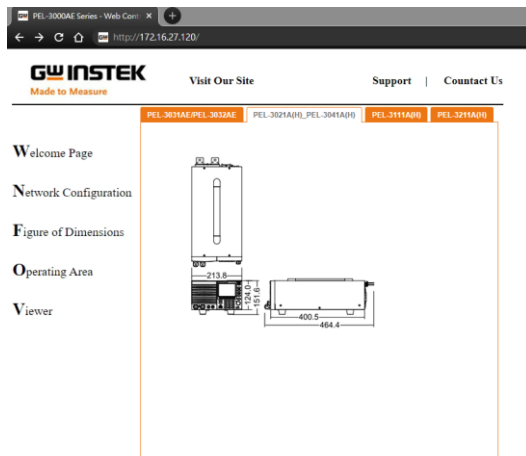 PEL-3000AE Series - Web Cont
http://172.16.27.120/
GW INSTEK
Made to Measure
Visit Our Site
Support | Countact Us
PEL-3031AE/PEL-3032AE PEL-3021A(H)_PEL-3041A(H) PEL-3111A(H) PEL-3211A(H)
Welcome Page
Network Configuration
Figure of Dimensions
Operating Area
Viewer
213.8
124.0
151.6
400.5
464.4